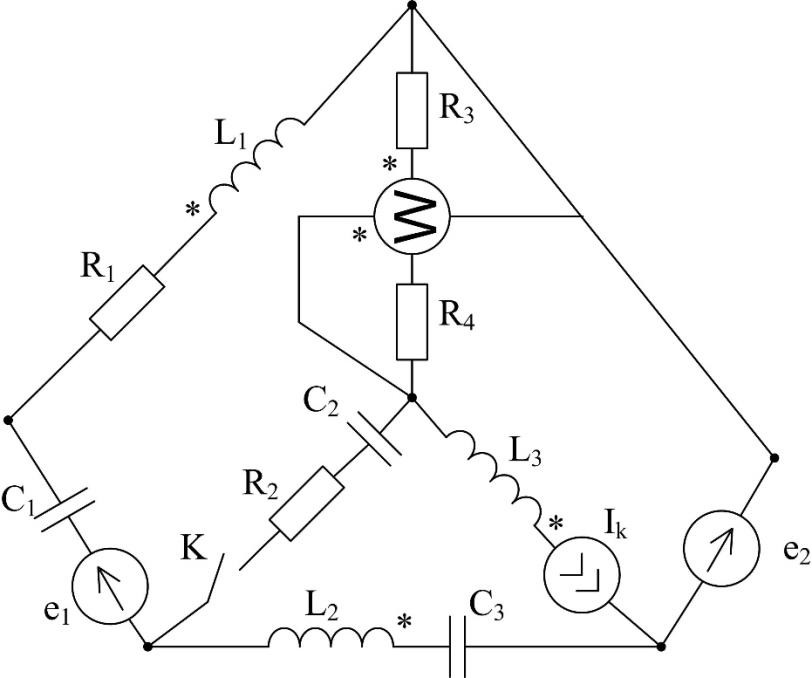 R3
L1
*
W
*
*
R1
R4
C2
L3
C1
R2
*
Ik
K
e2
e1
L2
*
C3